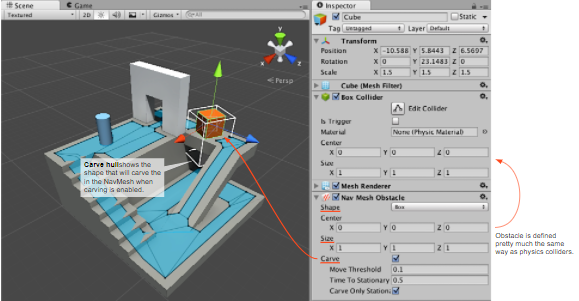 Scene
Game
Textured
2D
Gizmos
All
y
x
z
Persp
Carve hull shows the
shape that will carve the
in the NavMesh when
carving is enabled.
Inspector
Cube
Static
Tag Untagged Layer Default
Transform
Position X -10.588 Y 5.8443 Z 6.5697
Rotation X 0 Y 23.1483 Z 0
Scale X 1.5 Y 1.5 Z 1.5
Cube (Mesh Filter)
Box Collider
Edit Collider
Is Trigger
Material None (Physic Material)
Center
X 0 Y 0 Z 0
Size
X 1 Y 1 Z 1
Mesh Renderer
Nav Mesh Obstacle
Shape Box
Center
X 0 Y 0 Z 0
Size
X 1 Y 1 Z 1
Carve
Move Threshold 0.1
Time To Stationary 0.5
Carve Only Stationa
Obstacle is defined
pretty much the same
way as physics colliders.